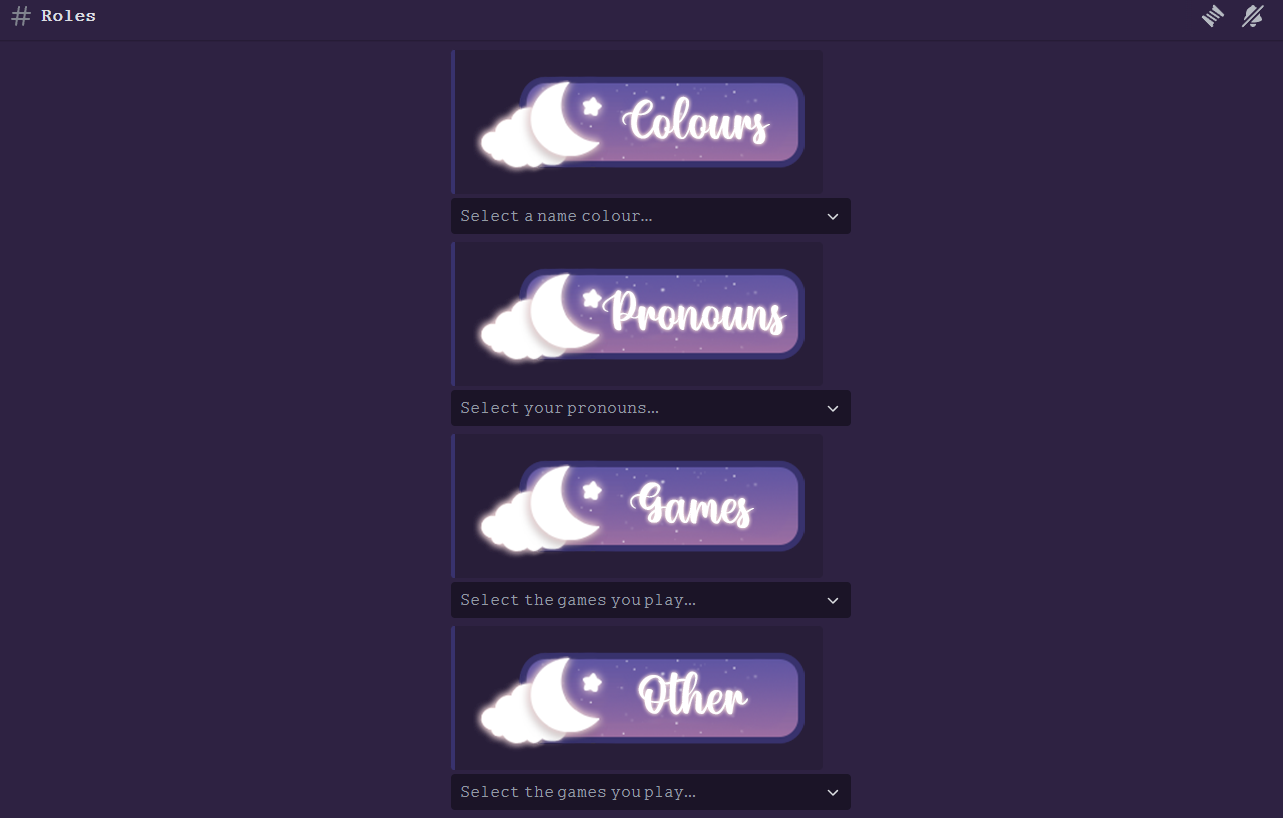 # Roles
Colours
Select a name colour...
Pronouns
Select your pronouns...
Games
Select the games you play...
Other
Select the games you play...